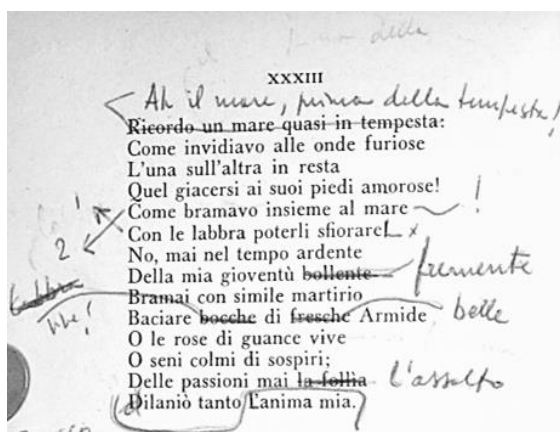 della
XXXIII
Ah il mare, prima della tempesta!
Ricordo un mare quasi in tempesta:
Come invidiavo alle onde furiose
L'una sull'altra in resta
Quel giacersi ai suoi piedi amorose!
1 Come bramavo insieme al mare !
2 Con le labbra poterli sfiorare! x
No, mai nel tempo ardente
Della mia gioventù bollente fremente
Bramai con simile martirio
Baciare bocche di fresche Armide, belle
O le rose di guance vive
O seni colmi di sospiri;
Delle passioni mai la follìa l'assalto
Dilaniò tanto l'anima mia.